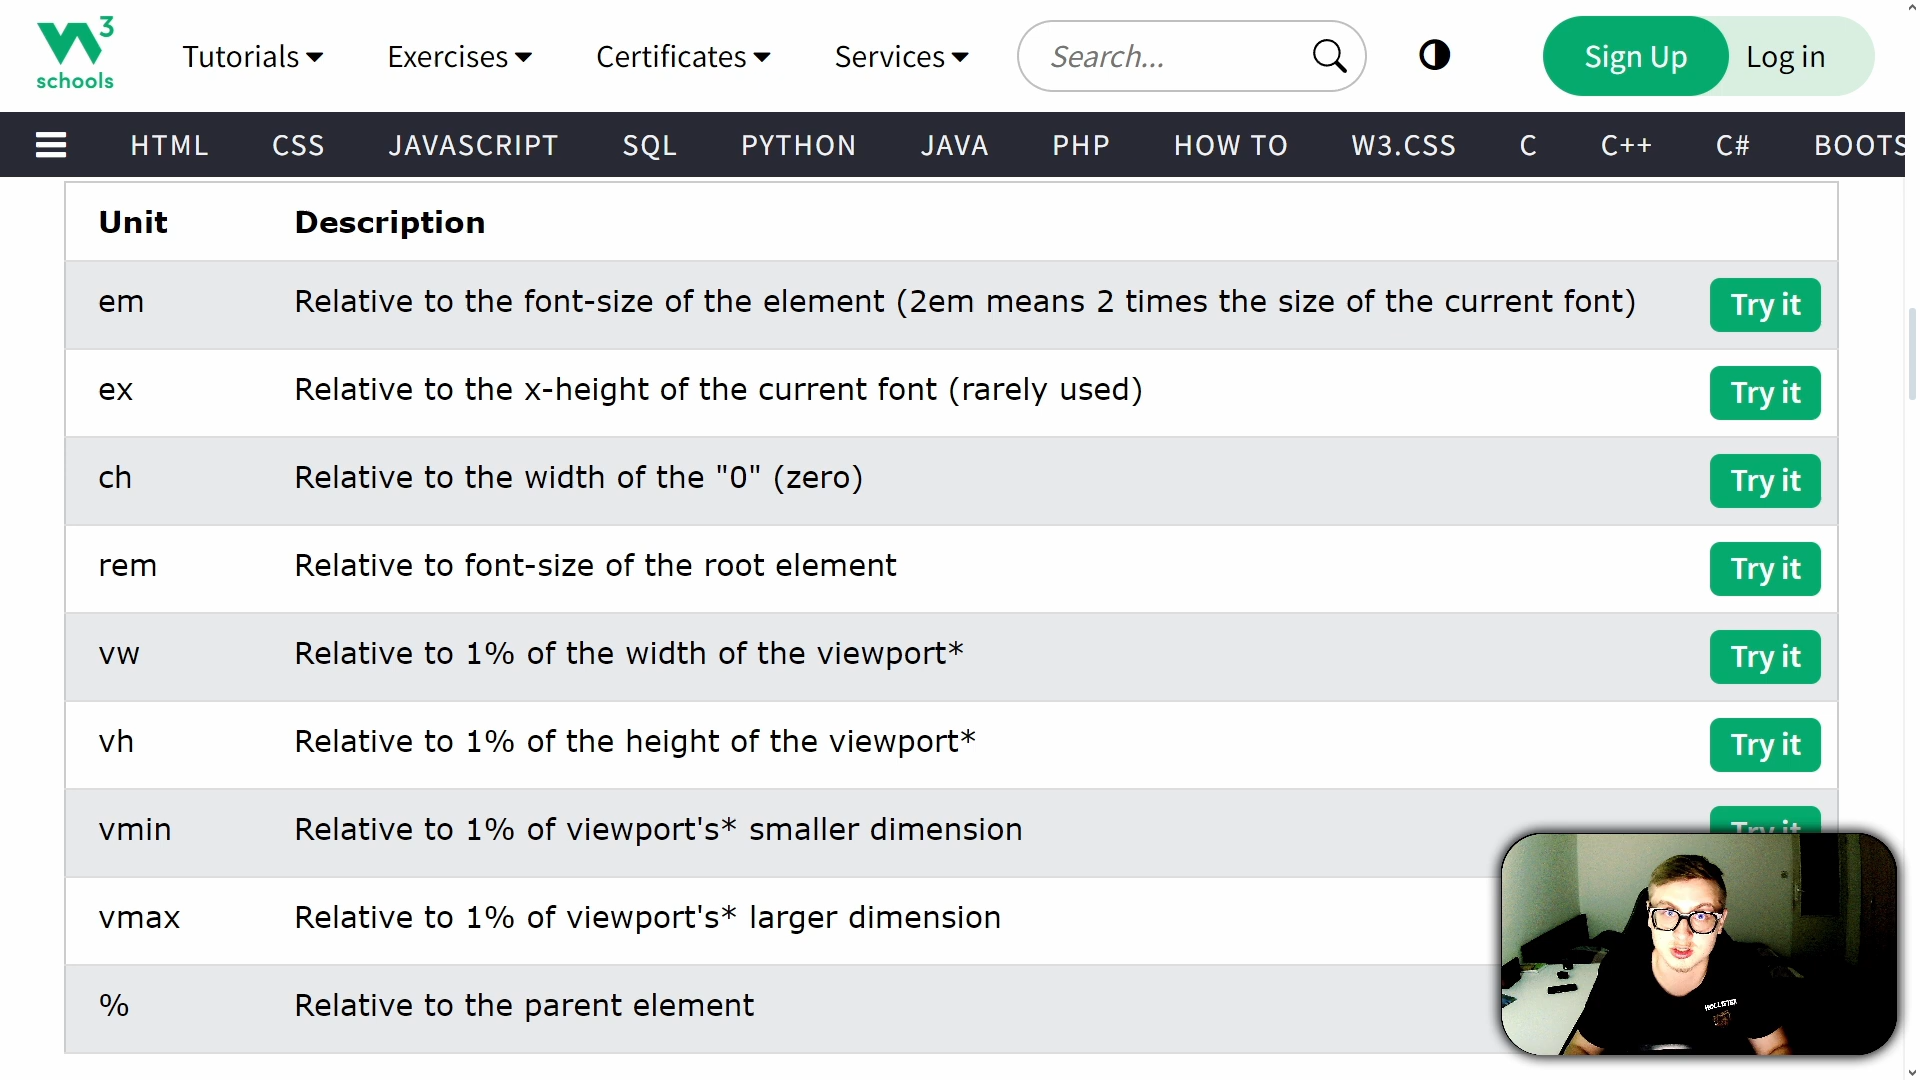 3
schools
Tutorials Exercises Certificates Services Search... Sign Up Log in
HTML CSS JAVASCRIPT SQL PYTHON JAVA PHP HOW TO W3.CSS C C++ C# BOOTS
Unit Description
em Relative to the font-size of the element (2em means 2 times the size of the current font) Try it
ex Relative to the x-height of the current font (rarely used) Try it
ch Relative to the width of the "0" (zero) Try it
rem Relative to font-size of the root element Try it
vw Relative to 1% of the width of the viewport* Try it
vh Relative to 1% of the height of the viewport* Try it
vmin Relative to 1% of viewport's* smaller dimension Try it
vmax Relative to 1% of viewport's* larger dimension
% Relative to the parent element
HOLLISTER